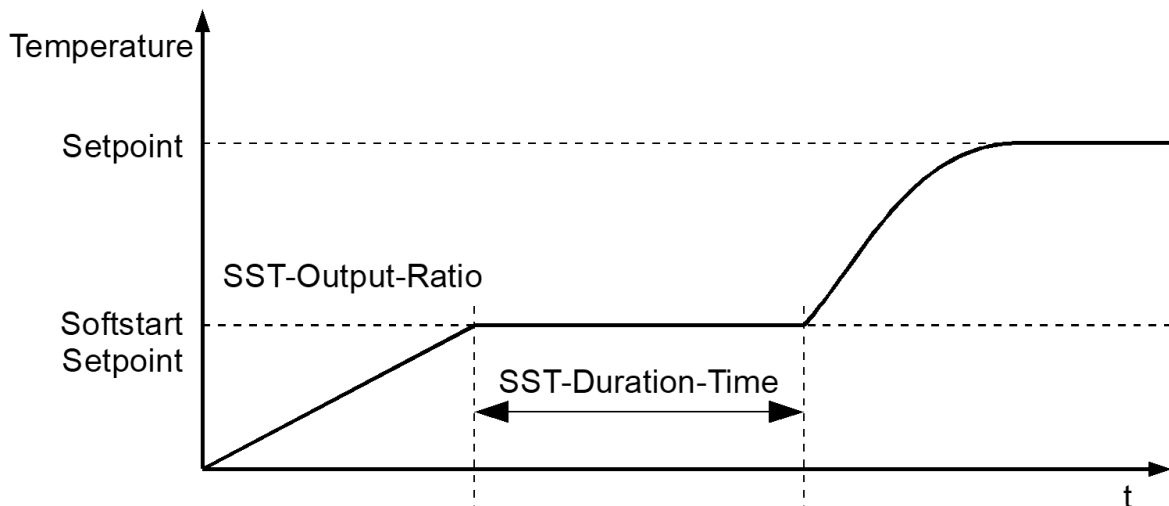 Temperature
Setpoint
SST-Output-Ratio
Softstart
Setpoint
SST-Duration-Time
t